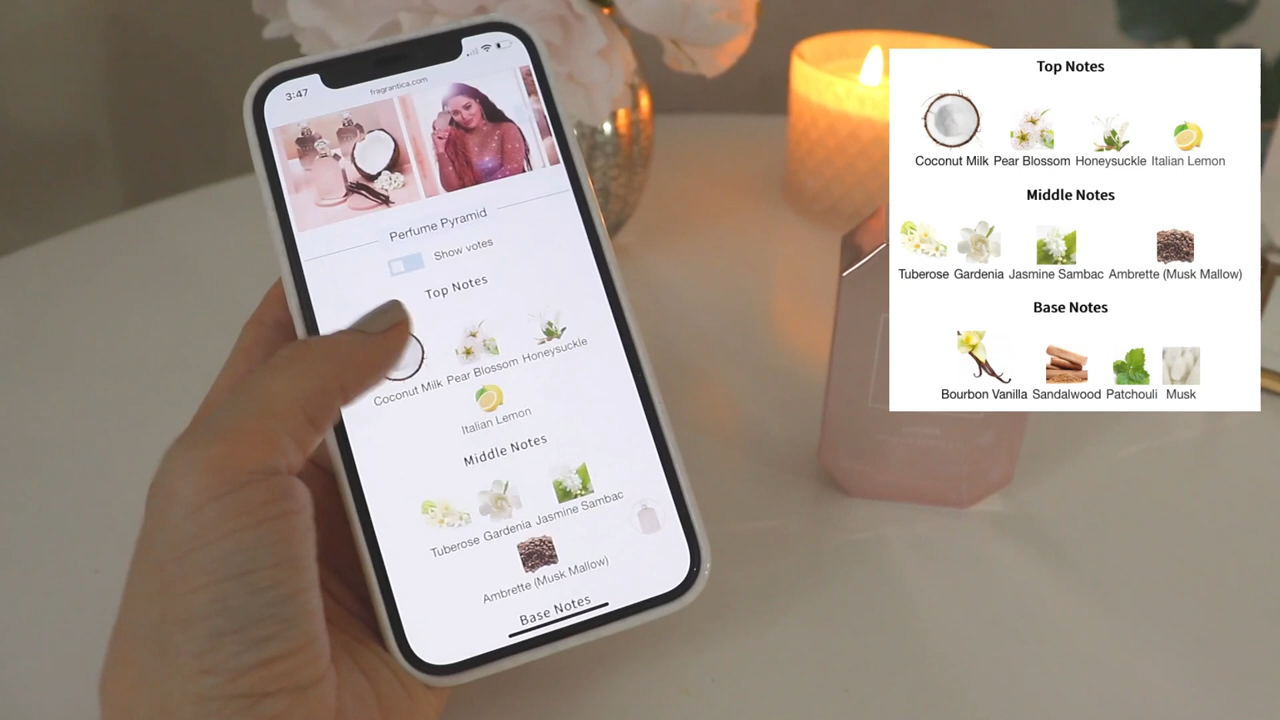 3:47
fragrantica.com
Perfume Pyramid
Show votes
Top Notes
Coconut Milk Pear Blossom Honeysuckle
Italian Lemon
Middle Notes
Tuberose Gardenia Jasmine Sambac
Ambrette (Musk Mallow)
Base Notes
Top Notes
Coconut Milk Pear Blossom Honeysuckle Italian Lemon
Middle Notes
Tuberose Gardenia Jasmine Sambac Ambrette (Musk Mallow)
Base Notes
Bourbon Vanilla Sandalwood Patchouli Musk